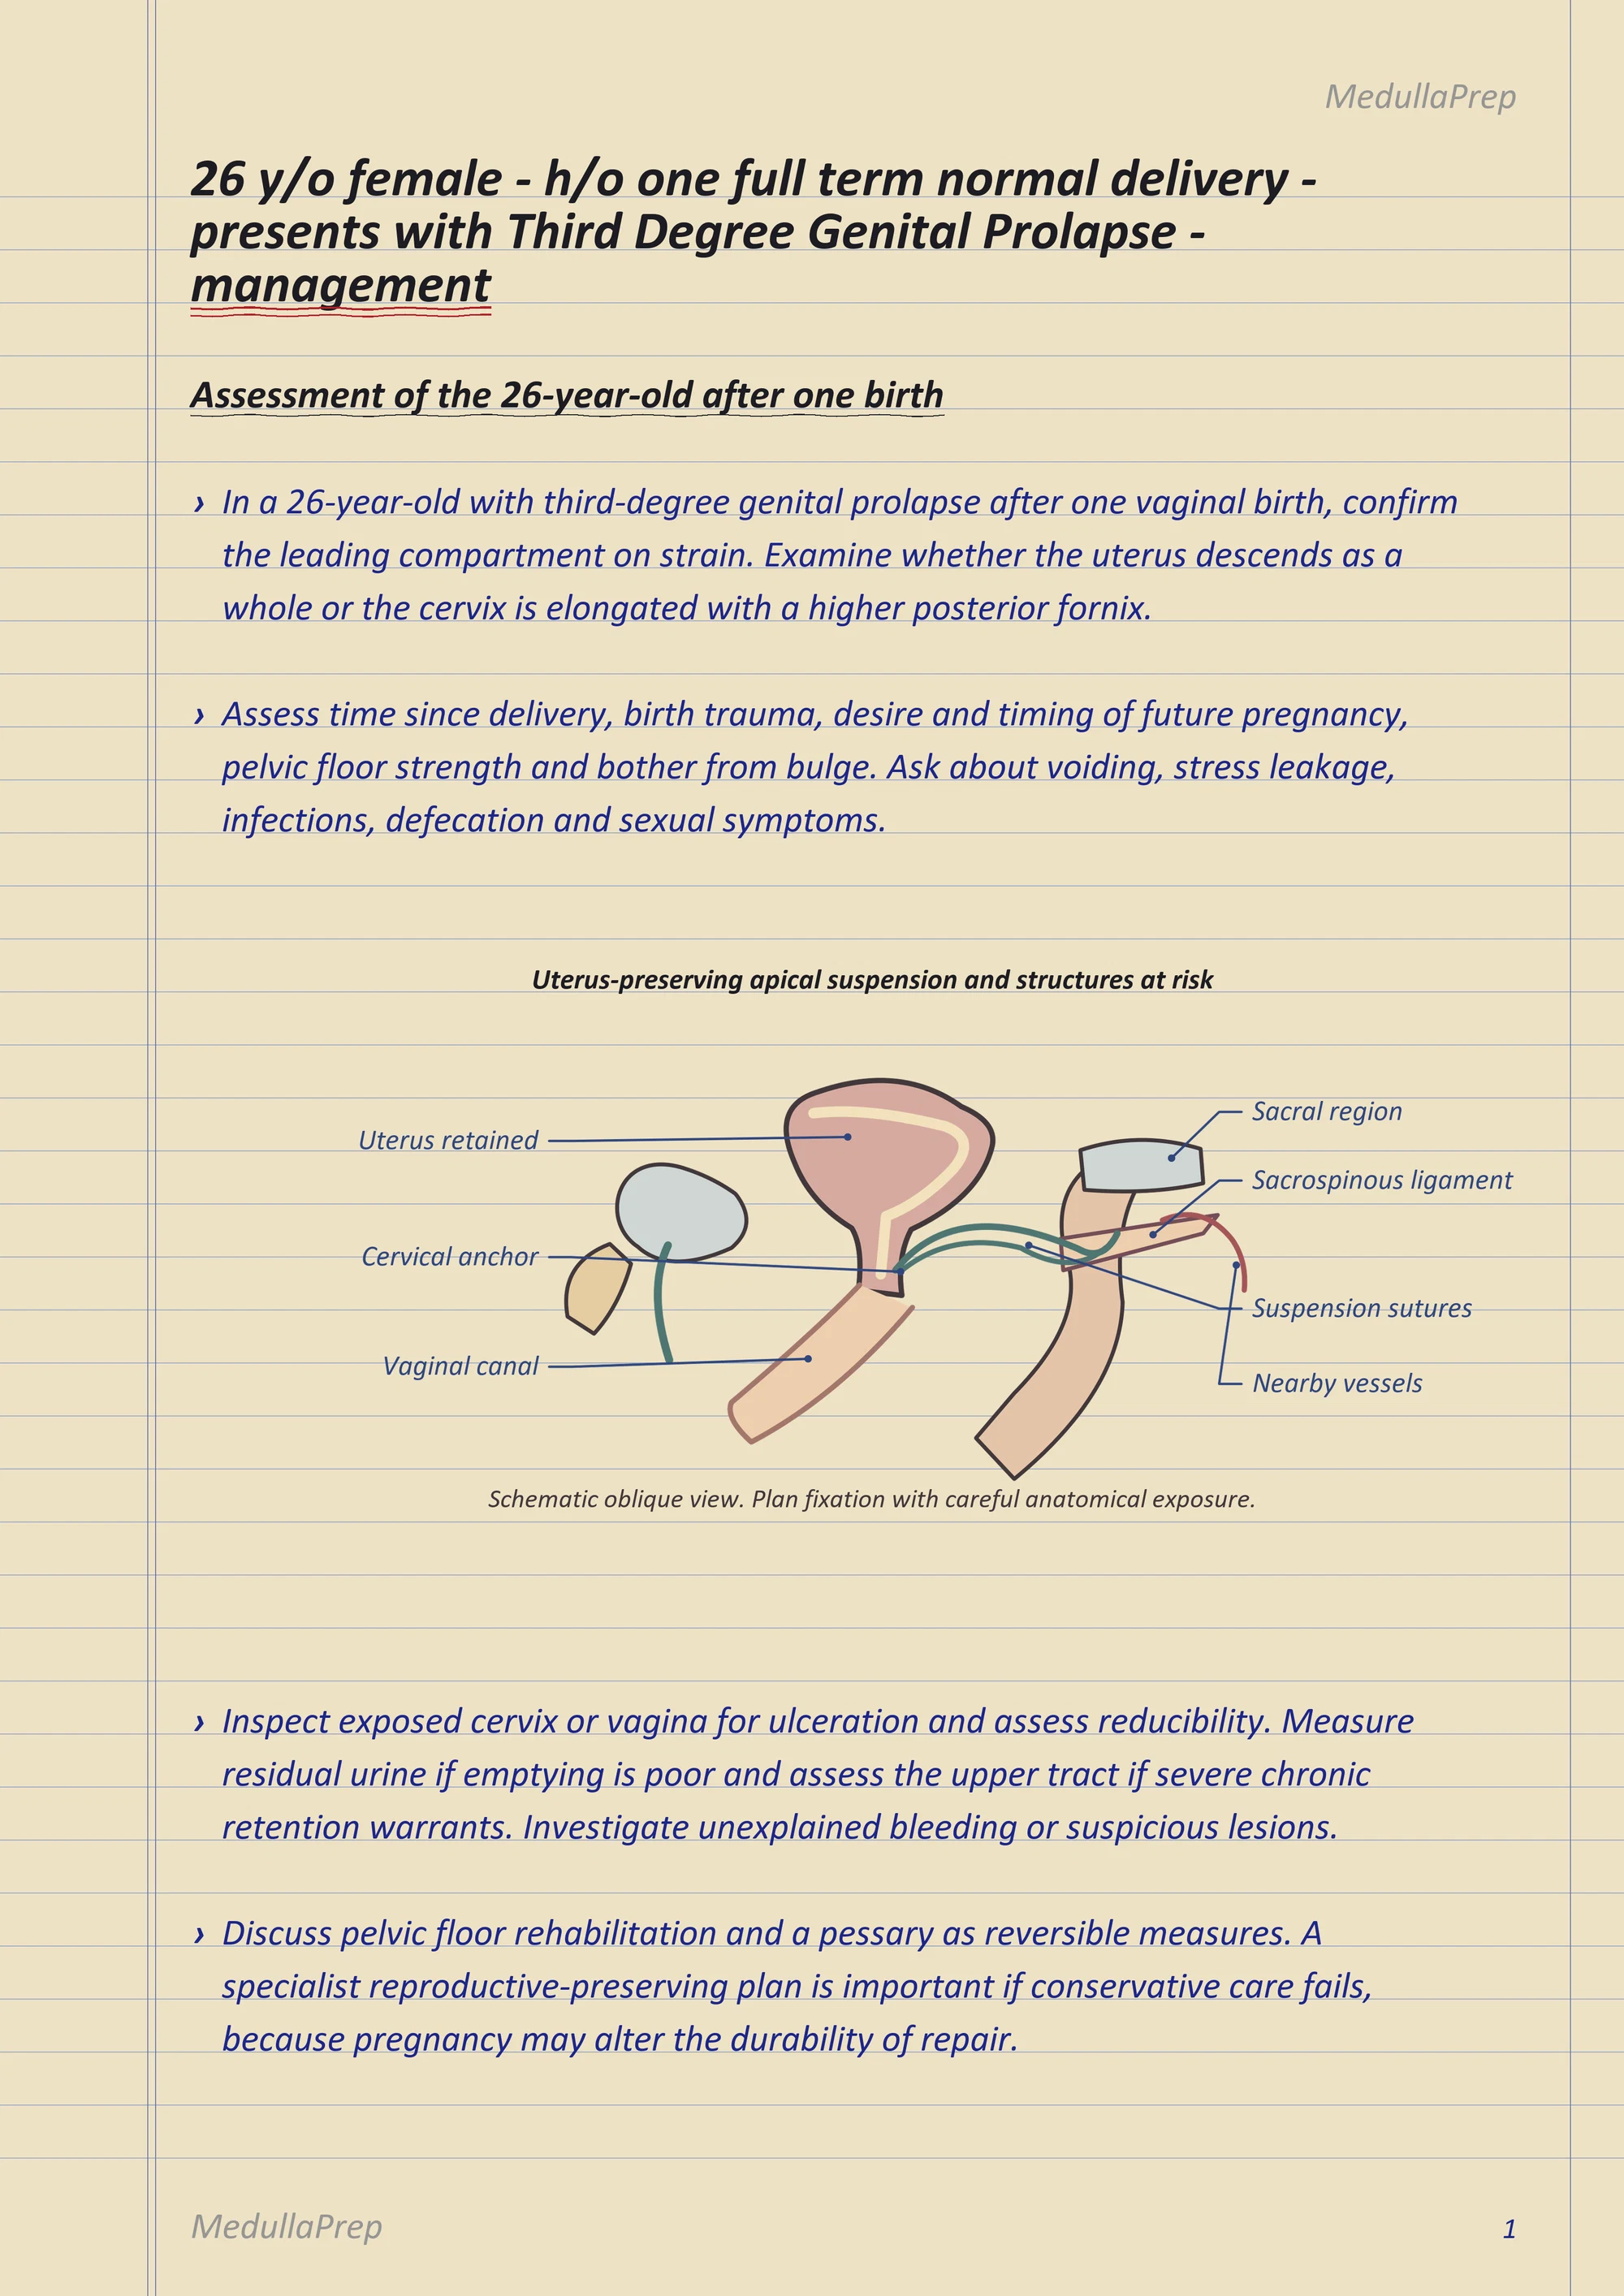 MedullaPrep
26 y/o female - h/o one full term normal delivery -
presents with Third Degree Genital Prolapse -
management
Assessment of the 26-year-old after one birth
› In a 26-year-old with third-degree genital prolapse after one vaginal birth, confirm
the leading compartment on strain. Examine whether the uterus descends as a
whole or the cervix is elongated with a higher posterior fornix.
› Assess time since delivery, birth trauma, desire and timing of future pregnancy,
pelvic floor strength and bother from bulge. Ask about voiding, stress leakage,
infections, defecation and sexual symptoms.
Uterus-preserving apical suspension and structures at risk
Uterus retained
Cervical anchor
Vaginal canal
Sacral region
Sacrospinous ligament
Suspension sutures
Nearby vessels
Schematic oblique view. Plan fixation with careful anatomical exposure.
› Inspect exposed cervix or vagina for ulceration and assess reducibility. Measure
residual urine if emptying is poor and assess the upper tract if severe chronic
retention warrants. Investigate unexplained bleeding or suspicious lesions.
› Discuss pelvic floor rehabilitation and a pessary as reversible measures. A
specialist reproductive-preserving plan is important if conservative care fails,
because pregnancy may alter the durability of repair.
MedullaPrep
1